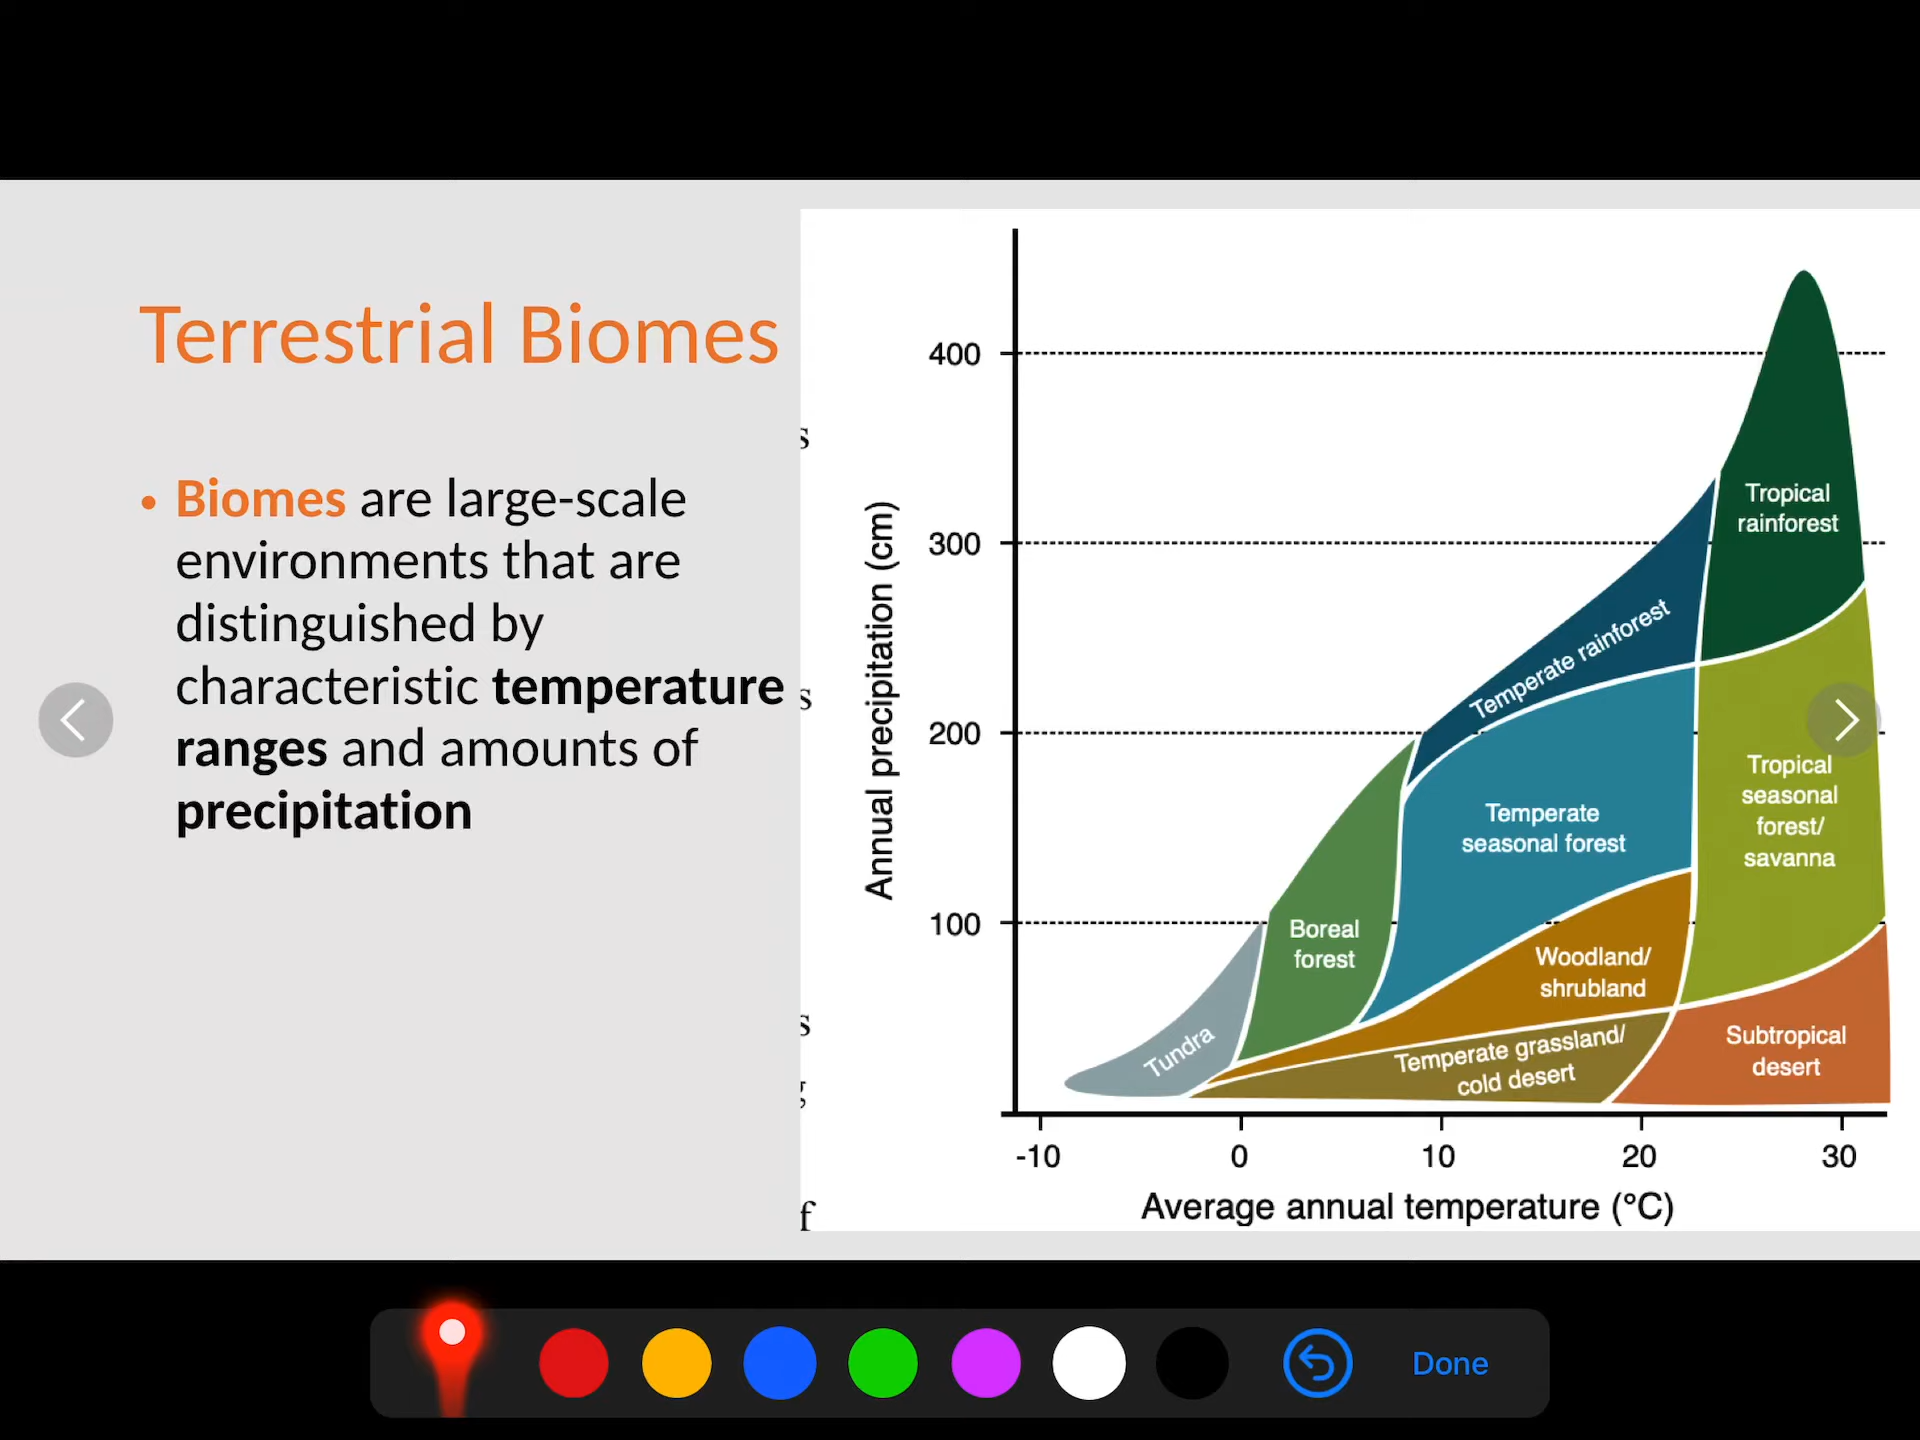 Terrestrial Biomes
• Biomes are large-scale
environments that are
distinguished by
characteristic temperature
ranges and amounts of
precipitation
s
s
s
f
Annual precipitation (cm)
400
300
200
100
Tropical
rainforest
Temperate rainforest
Tropical
seasonal
forest/
savanna
Temperate
seasonal forest
Boreal
forest
Woodland/
shrubland
Tundra
Temperate grassland/
cold desert
Subtropical
desert
-10 0 10 20 30
Average annual temperature (°C)
Done